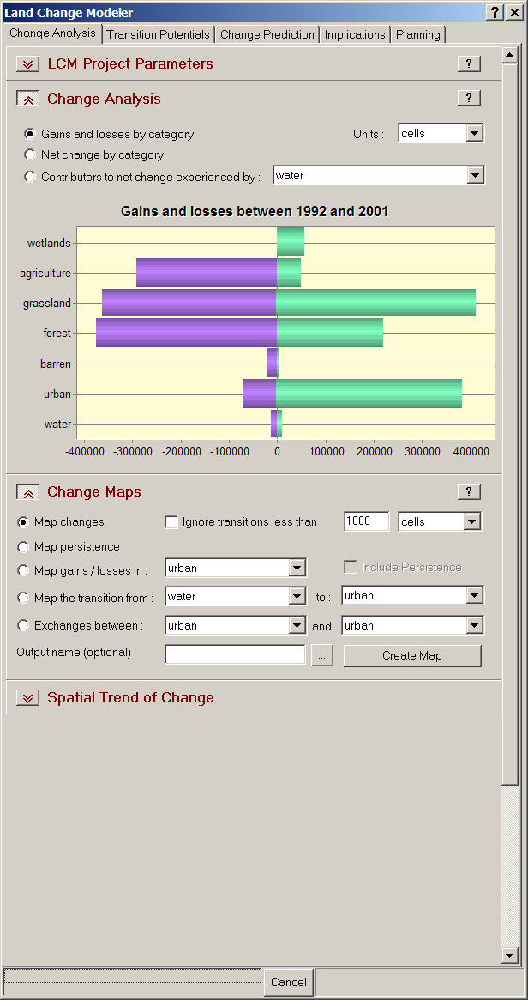 Land Change Modeler ? X
Change Analysis Transition Potentials Change Prediction Implications Planning
LCM Project Parameters ?
Change Analysis ?
Gains and losses by category Units : cells
Net change by category
Contributors to net change experienced by : water
Gains and losses between 1992 and 2001
wetlands
agriculture
grassland
forest
barren
urban
water
-400000 -300000 -200000 -100000 0 100000 200000 300000 400000
Change Maps ?
Map changes Ignore transitions less than 1000 cells
Map persistence
Map gains / losses in : urban Include Persistence
Map the transition from : water to : urban
Exchanges between : urban and urban
Output name (optional) : ... Create Map
Spatial Trend of Change
Cancel